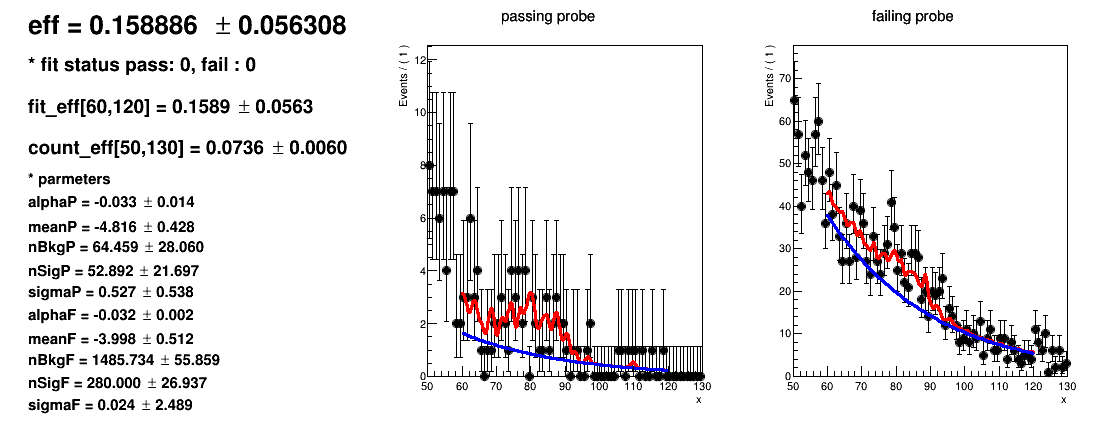 eff = 0.158886 ± 0.056308
* fit status pass: 0, fail : 0
fit_eff[60,120] = 0.1589 ± 0.0563
count_eff[50,130] = 0.0736 ± 0.0060
* parmeters
alphaP = -0.033 ± 0.014
meanP = -4.816 ± 0.428
nBkgP = 64.459 ± 28.060
nSigP = 52.892 ± 21.697
sigmaP = 0.527 ± 0.538
alphaF = -0.032 ± 0.002
meanF = -3.998 ± 0.512
nBkgF = 1485.734 ± 55.859
nSigF = 280.000 ± 26.937
sigmaF = 0.024 ± 2.489
passing probe
Events / ( 1 )
12
10
8
6
4
2
0
50 60 70 80 90 100 110 120 130
x
failing probe
Events / ( 1 )
70
60
50
40
30
20
10
0
50 60 70 80 90 100 110 120 130
x